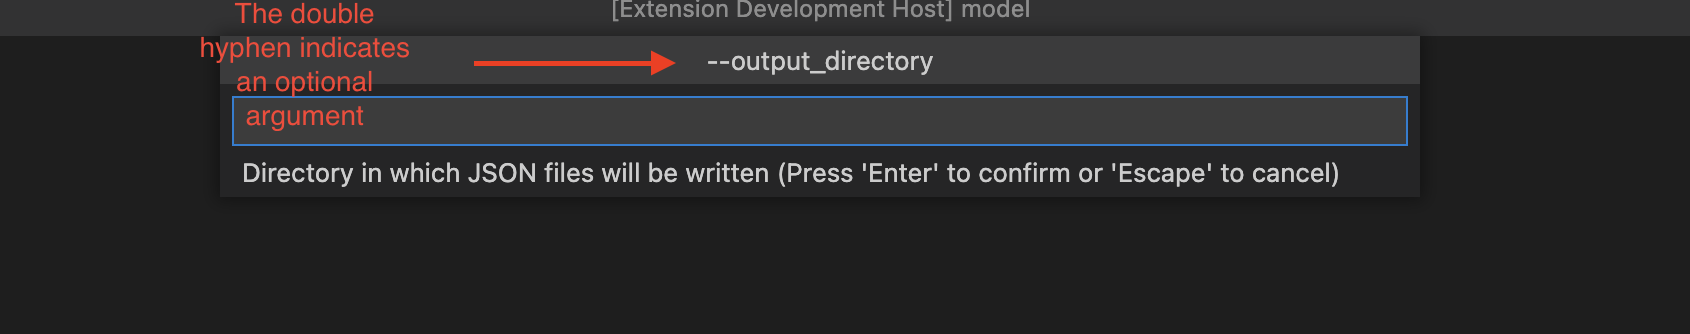 [Extension Development Host] model
The double
hyphen indicates
an optional
argument
--output_directory
Directory in which JSON files will be written (Press 'Enter' to confirm or 'Escape' to cancel)